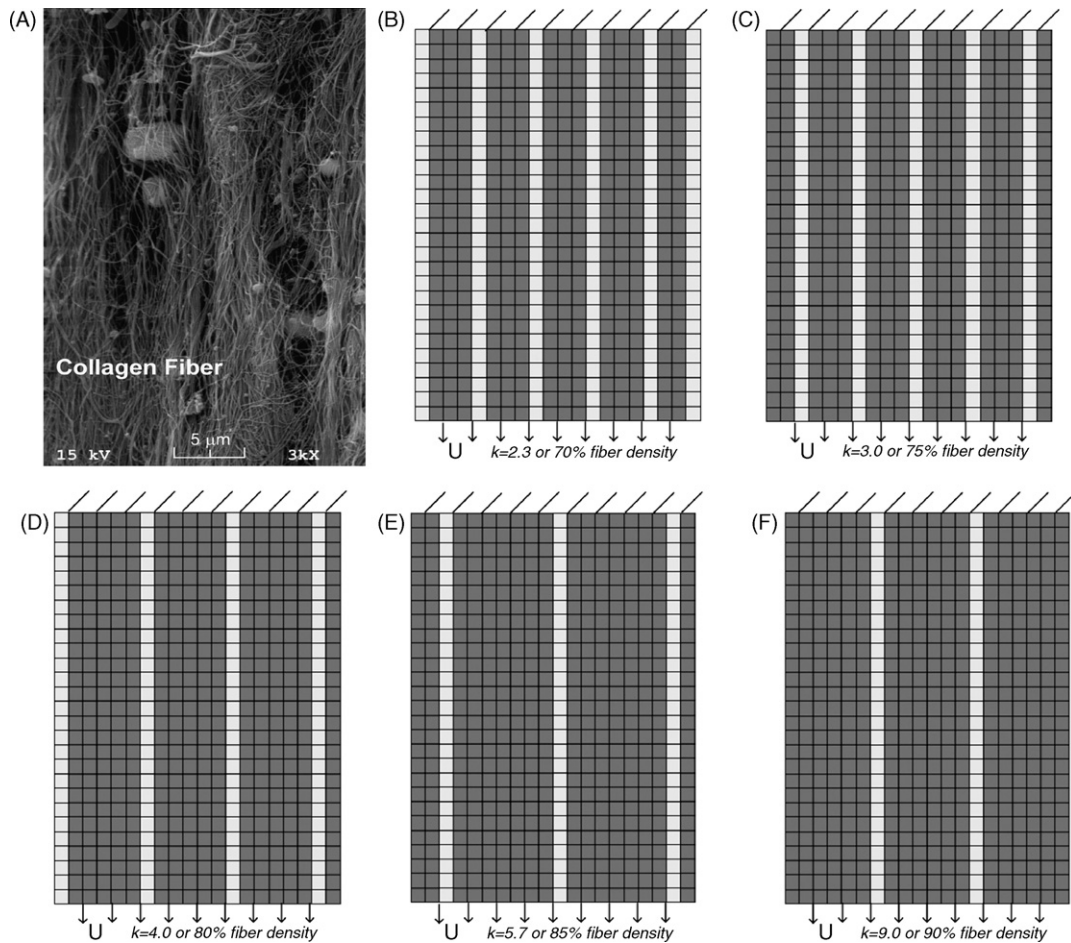 (A)
Collagen Fiber
5 μm
15 kV
3kX
(B)
U
k=2.3 or 70% fiber density
(C)
U
k=3.0 or 75% fiber density
(D)
U
k=4.0 or 80% fiber density
(E)
U
k=5.7 or 85% fiber density
(F)
U
k=9.0 or 90% fiber density